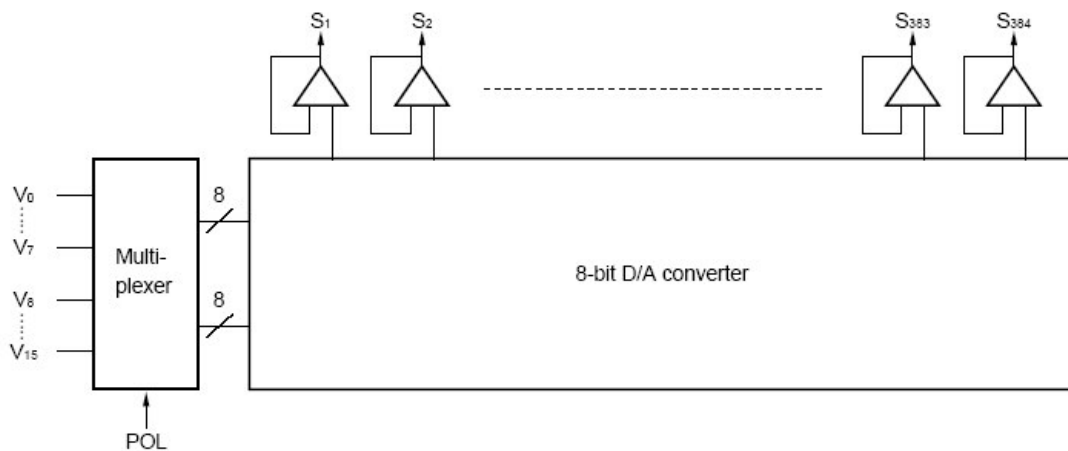 S1 S2 S383 S384
V0
V7
V8
V15
Multi-
plexer
8
8
8-bit D/A converter
POL